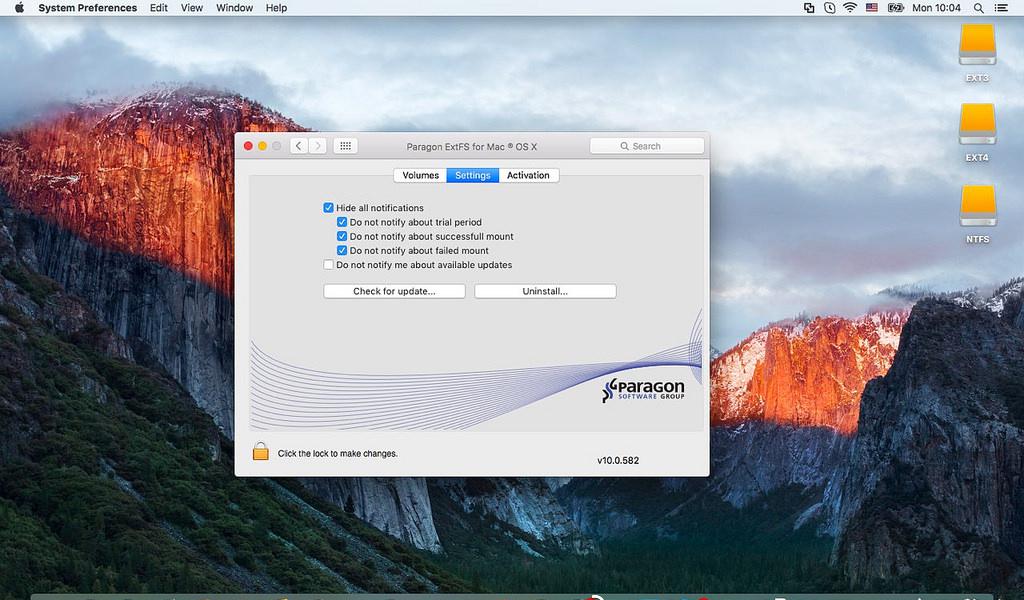 System Preferences Edit View Window Help Mon 10:04
EXT3
EXT4
NTFS
Paragon ExtFS for Mac ® OS X Search
Volumes Settings Activation
Hide all notifications
Do not notify about trial period
Do not notify about successfull mount
Do not notify about failed mount
Do not notify me about available updates
Check for update... Uninstall...
PARAGON
SOFTWARE GROUP
Click the lock to make changes.
v10.0.582